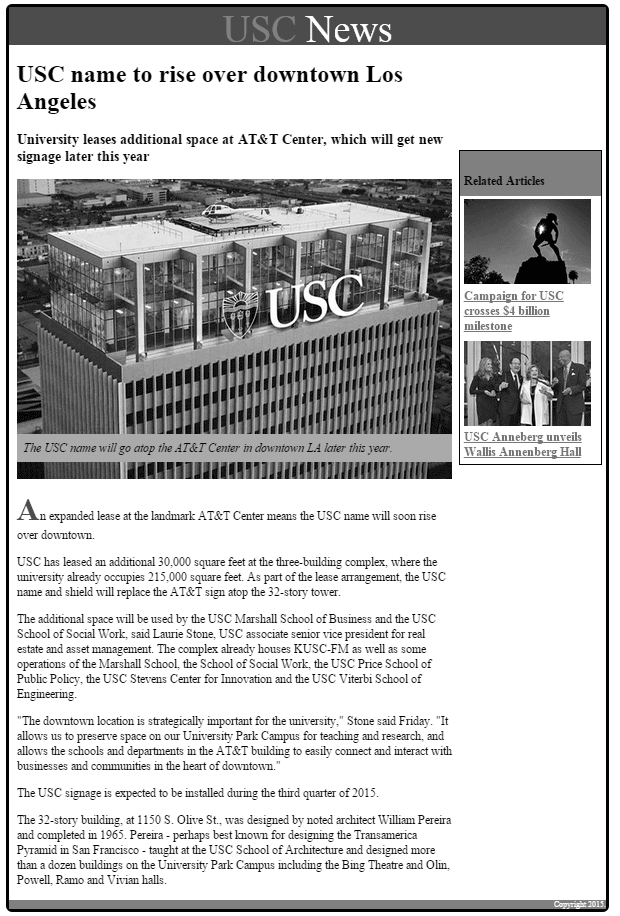 USC News
USC name to rise over downtown Los
Angeles
University leases additional space at AT&T Center, which will get new
signage later this year
USC
The USC name will go atop the AT&T Center in downtown LA later this year.
An expanded lease at the landmark AT&T Center means the USC name will soon rise
over downtown.
USC has leased an additional 30,000 square feet at the three-building complex, where the
university already occupies 215,000 square feet. As part of the lease arrangement, the USC
name and shield will replace the AT&T sign atop the 32-story tower.
The additional space will be used by the USC Marshall School of Business and the USC
School of Social Work, said Laurie Stone, USC associate senior vice president for real
estate and asset management. The complex already houses KUSC-FM as well as some
operations of the Marshall School, the School of Social Work, the USC Price School of
Public Policy, the USC Stevens Center for Innovation and the USC Viterbi School of
Engineering.
"The downtown location is strategically important for the university," Stone said Friday. "It
allows us to preserve space on our University Park Campus for teaching and research, and
allows the schools and departments in the AT&T building to easily connect and interact with
businesses and communities in the heart of downtown."
The USC signage is expected to be installed during the third quarter of 2015.
The 32-story building, at 1150 S. Olive St., was designed by noted architect William Pereira
and completed in 1965. Pereira - perhaps best known for designing the Transamerica
Pyramid in San Francisco - taught at the USC School of Architecture and designed more
than a dozen buildings on the University Park Campus including the Bing Theatre and Olin,
Powell, Ramo and Vivian halls.
Related Articles
Campaign for USC
crosses $4 billion
milestone
USC Anneberg unveils
Wallis Annenberg Hall
Copyright 2015.